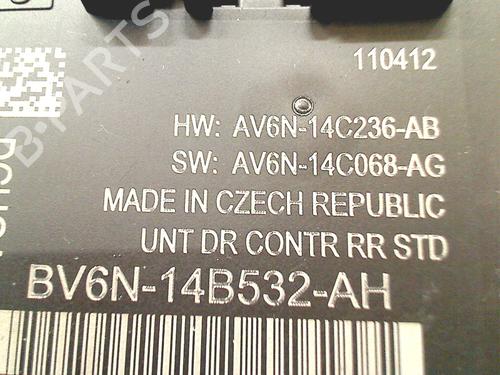 110412
HW: AV6N-14C236-AB
SW: AV6N-14C068-AG
MADE IN CZECH REPUBLIC
UNT DR CONTR RR STD
BV6N-14B532-AH
B-PARTS